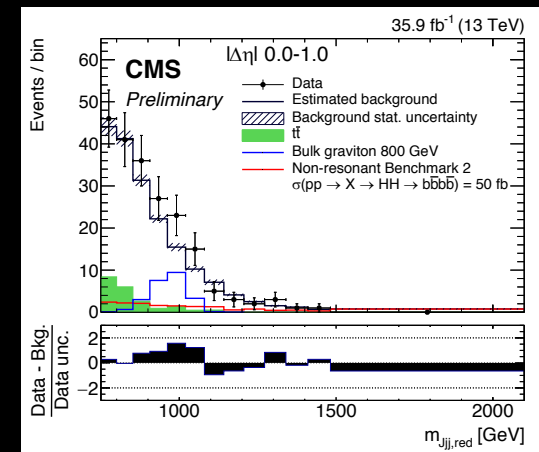 35.9 fb⁻¹ (13 TeV)
|Δη| 0.0-1.0
CMS
Preliminary
Data
Estimated background
Background stat. uncertainty
tt̅
Bulk graviton 800 GeV
Non-resonant Benchmark 2
σ(pp → X → HH → bb̅bb̅) = 50 fb
Events / bin
60
50
40
30
20
10
0
Data - Bkg.
Data unc.
2
0
−2
1000 1500 2000
m_Jjj,red [GeV]